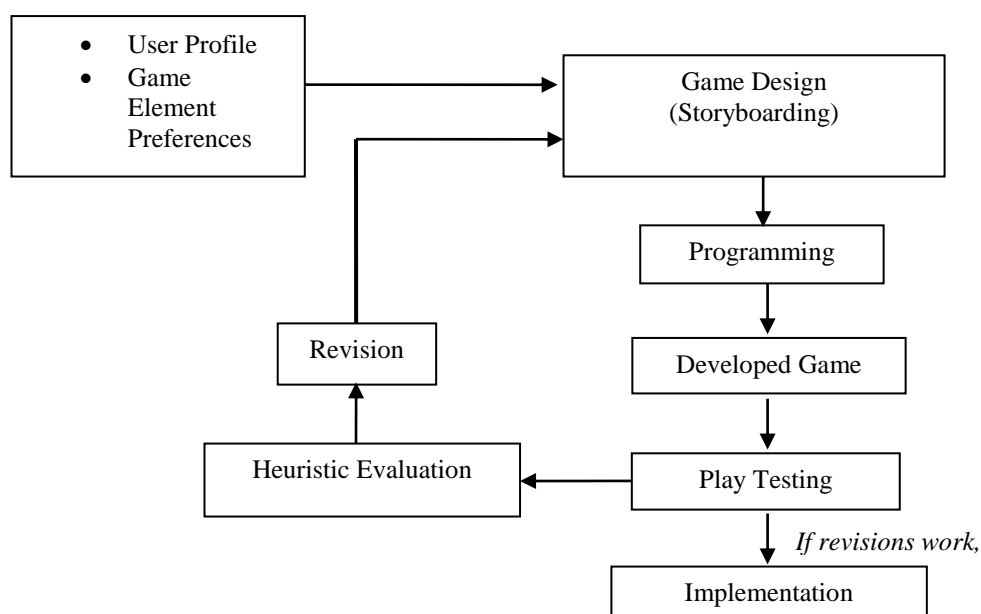 • User Profile
• Game
Element
Preferences
Game Design
(Storyboarding)
Programming
Revision
Developed Game
Heuristic Evaluation
Play Testing
If revisions work,
Implementation